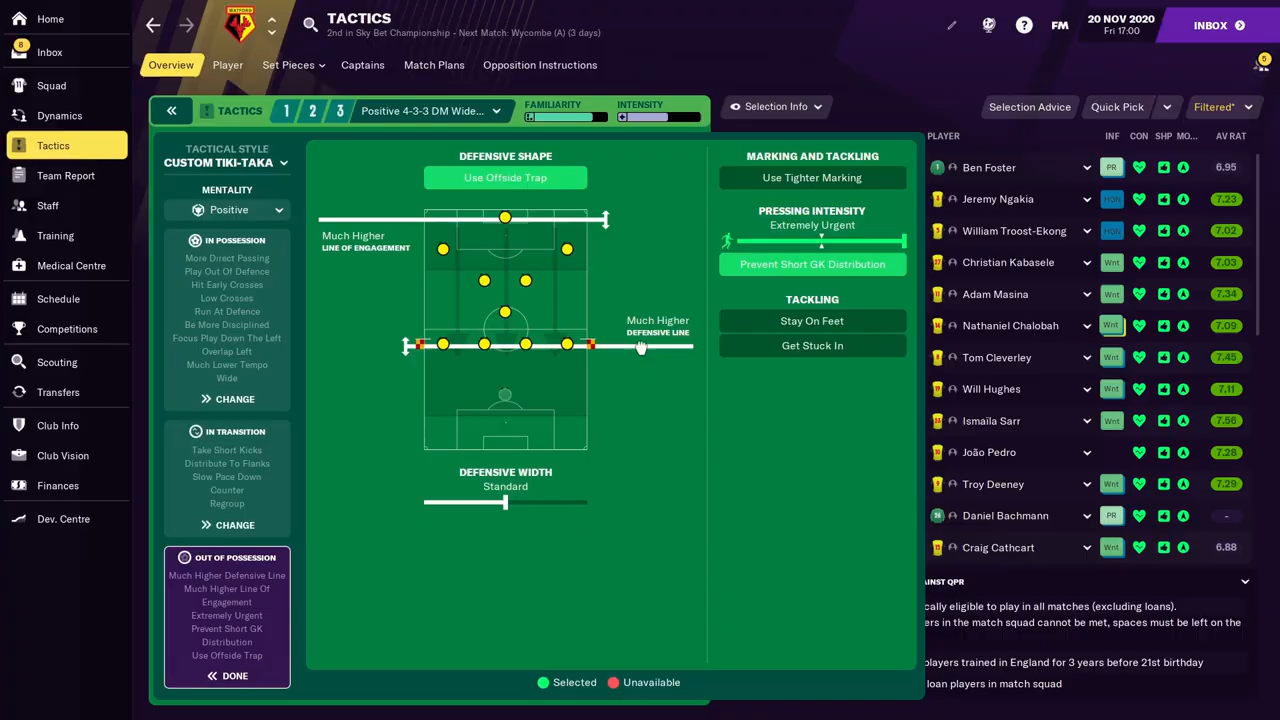 Home
8
Inbox
Squad
Dynamics
Tactics
Team Report
Staff
Training
Medical Centre
Schedule
Competitions
Scouting
Transfers
Club Info
Club Vision
Finances
Dev. Centre
WATFORD
TACTICS
2nd in Sky Bet Championship - Next Match: Wycombe (A) (3 days)
?
FM
20 NOV 2020
Fri 17:00
INBOX
5
Overview
Player
Set Pieces
Captains
Match Plans
Opposition Instructions
TACTICS
1 2 3
Positive 4-3-3 DM Wide...
FAMILIARITY
INTENSITY
Selection Info
Selection Advice
Quick Pick
Filtered*
TACTICAL STYLE
CUSTOM TIKI-TAKA
MENTALITY
Positive
IN POSSESSION
More Direct Passing
Play Out Of Defence
Hit Early Crosses
Low Crosses
Run At Defence
Be More Disciplined
Focus Play Down The Left
Overlap Left
Much Lower Tempo
Wide
CHANGE
IN TRANSITION
Take Short Kicks
Distribute To Flanks
Slow Pace Down
Counter
Regroup
CHANGE
OUT OF POSSESSION
Much Higher Defensive Line
Much Higher Line Of
Engagement
Extremely Urgent
Prevent Short GK
Distribution
Use Offside Trap
DONE
DEFENSIVE SHAPE
Use Offside Trap
Much Higher
LINE OF ENGAGEMENT
Much Higher
DEFENSIVE LINE
DEFENSIVE WIDTH
Standard
MARKING AND TACKLING
Use Tighter Marking
PRESSING INTENSITY
Extremely Urgent
Prevent Short GK Distribution
TACKLING
Stay On Feet
Get Stuck In
Selected
Unavailable
PLAYER INF CON SHP MO... AV RAT
1 Ben Foster PR 6.95
Jeremy Ngakia HGN 7.23
William Troost-Ekong HGN 7.02
Christian Kabasele Wnt 7.03
Adam Masina Wnt 7.34
Nathaniel Chalobah Wnt 7.09
Tom Cleverley Wnt 7.45
Will Hughes Wnt 7.11
Ismaïla Sarr Wnt 7.56
João Pedro 7.28
Troy Deeney Wnt 7.29
26 Daniel Bachmann PR -
Craig Cathcart Wnt 6.88
AINST QPR
cally eligible to play in all matches (excluding loans).
ers in the match squad cannot be met, spaces must be left on the
players trained in England for 3 years before 21st birthday
loan players in match squad